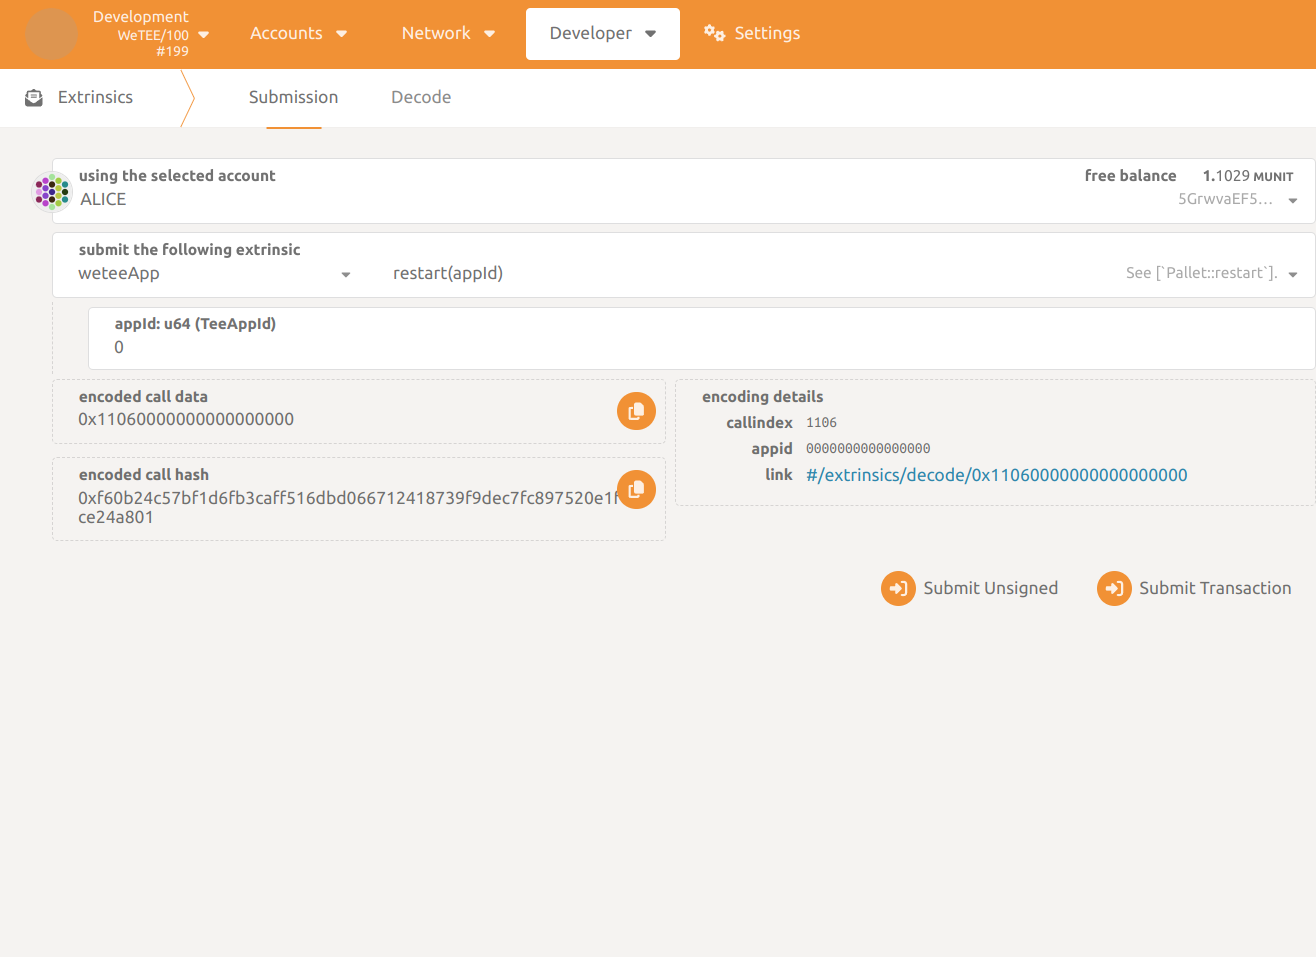 Development
WeTEE/100
#199
Accounts
Network
Developer
Settings
Extrinsics
Submission
Decode
using the selected account
ALICE
free balance 1.1029 MUNIT
5GrwvaEF5…
submit the following extrinsic
weteeApp
restart(appId)
See [`Pallet::restart`].
appId: u64 (TeeAppId)
0
encoded call data
0x11060000000000000000
encoded call hash
0xf60b24c57bf1d6fb3caff516dbd066712418739f9dec7fc897520e1f
ce24a801
encoding details
callindex 1106
appid 0000000000000000
link #/extrinsics/decode/0x11060000000000000000
Submit Unsigned
Submit Transaction